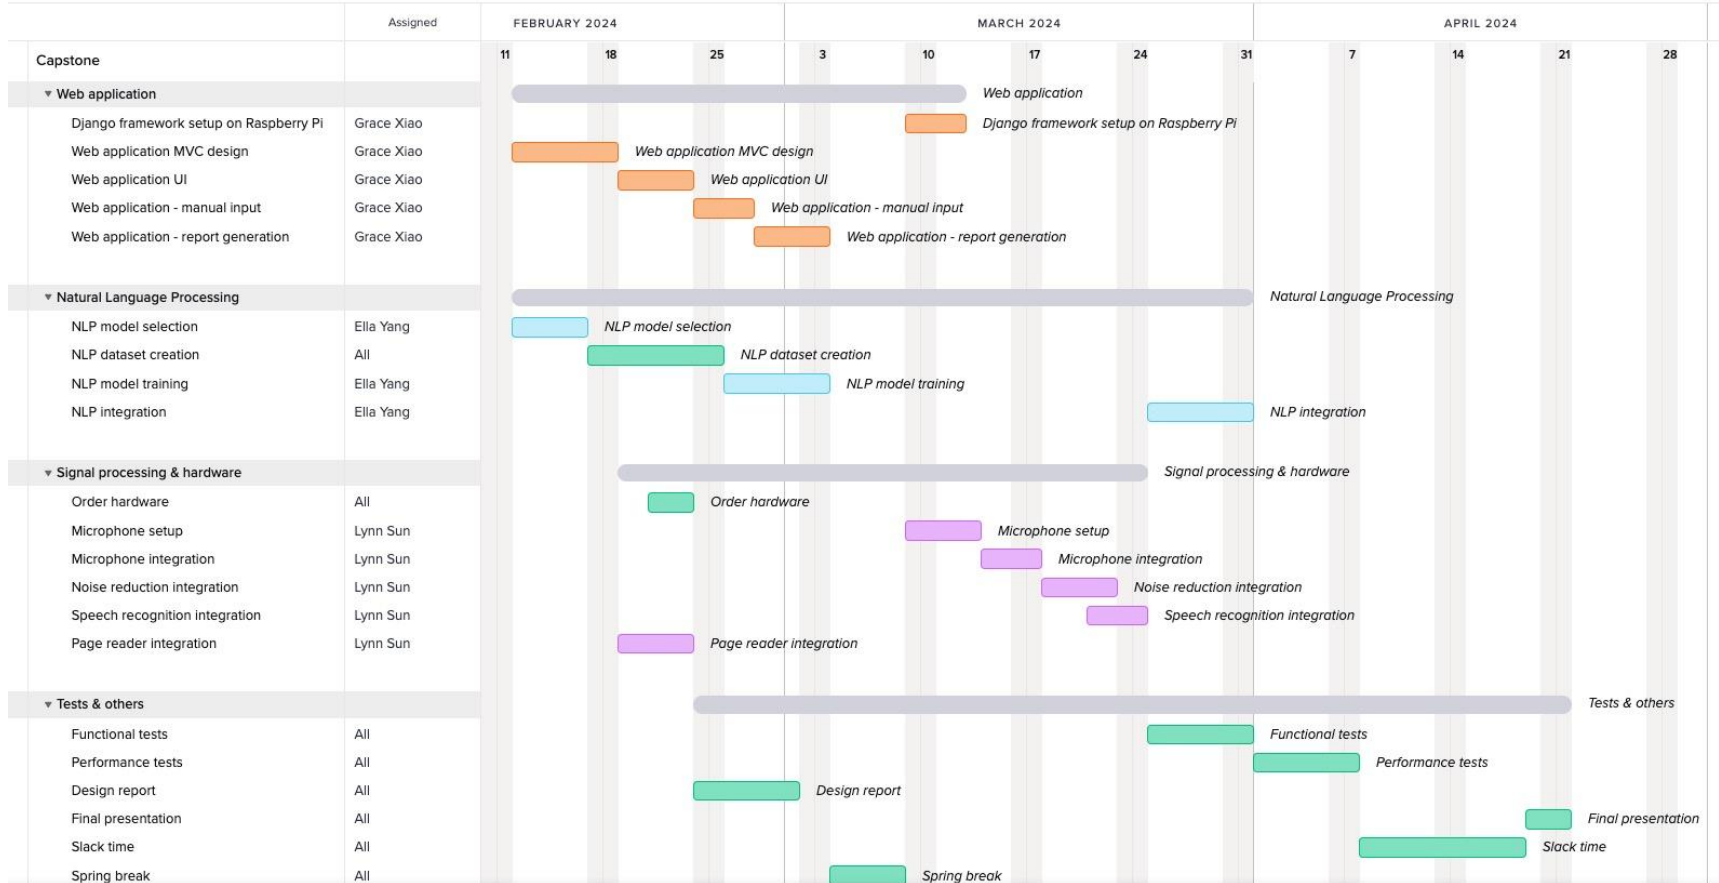 Assigned FEBRUARY 2024 MARCH 2024 APRIL 2024
Capstone 11 18 25 3 10 17 24 31 7 14 21 28
Web application Web application
Django framework setup on Raspberry Pi Grace Xiao Django framework setup on Raspberry Pi
Web application MVC design Grace Xiao Web application MVC design
Web application UI Grace Xiao Web application UI
Web application - manual input Grace Xiao Web application - manual input
Web application - report generation Grace Xiao Web application - report generation
Natural Language Processing Natural Language Processing
NLP model selection Ella Yang NLP model selection
NLP dataset creation All NLP dataset creation
NLP model training Ella Yang NLP model training
NLP integration Ella Yang NLP integration
Signal processing & hardware Signal processing & hardware
Order hardware All Order hardware
Microphone setup Lynn Sun Microphone setup
Microphone integration Lynn Sun Microphone integration
Noise reduction integration Lynn Sun Noise reduction integration
Speech recognition integration Lynn Sun Speech recognition integration
Page reader integration Lynn Sun Page reader integration
Tests & others Tests & others
Functional tests All Functional tests
Performance tests All Performance tests
Design report All Design report
Final presentation All Final presentation
Slack time All Slack time
Spring break All Spring break